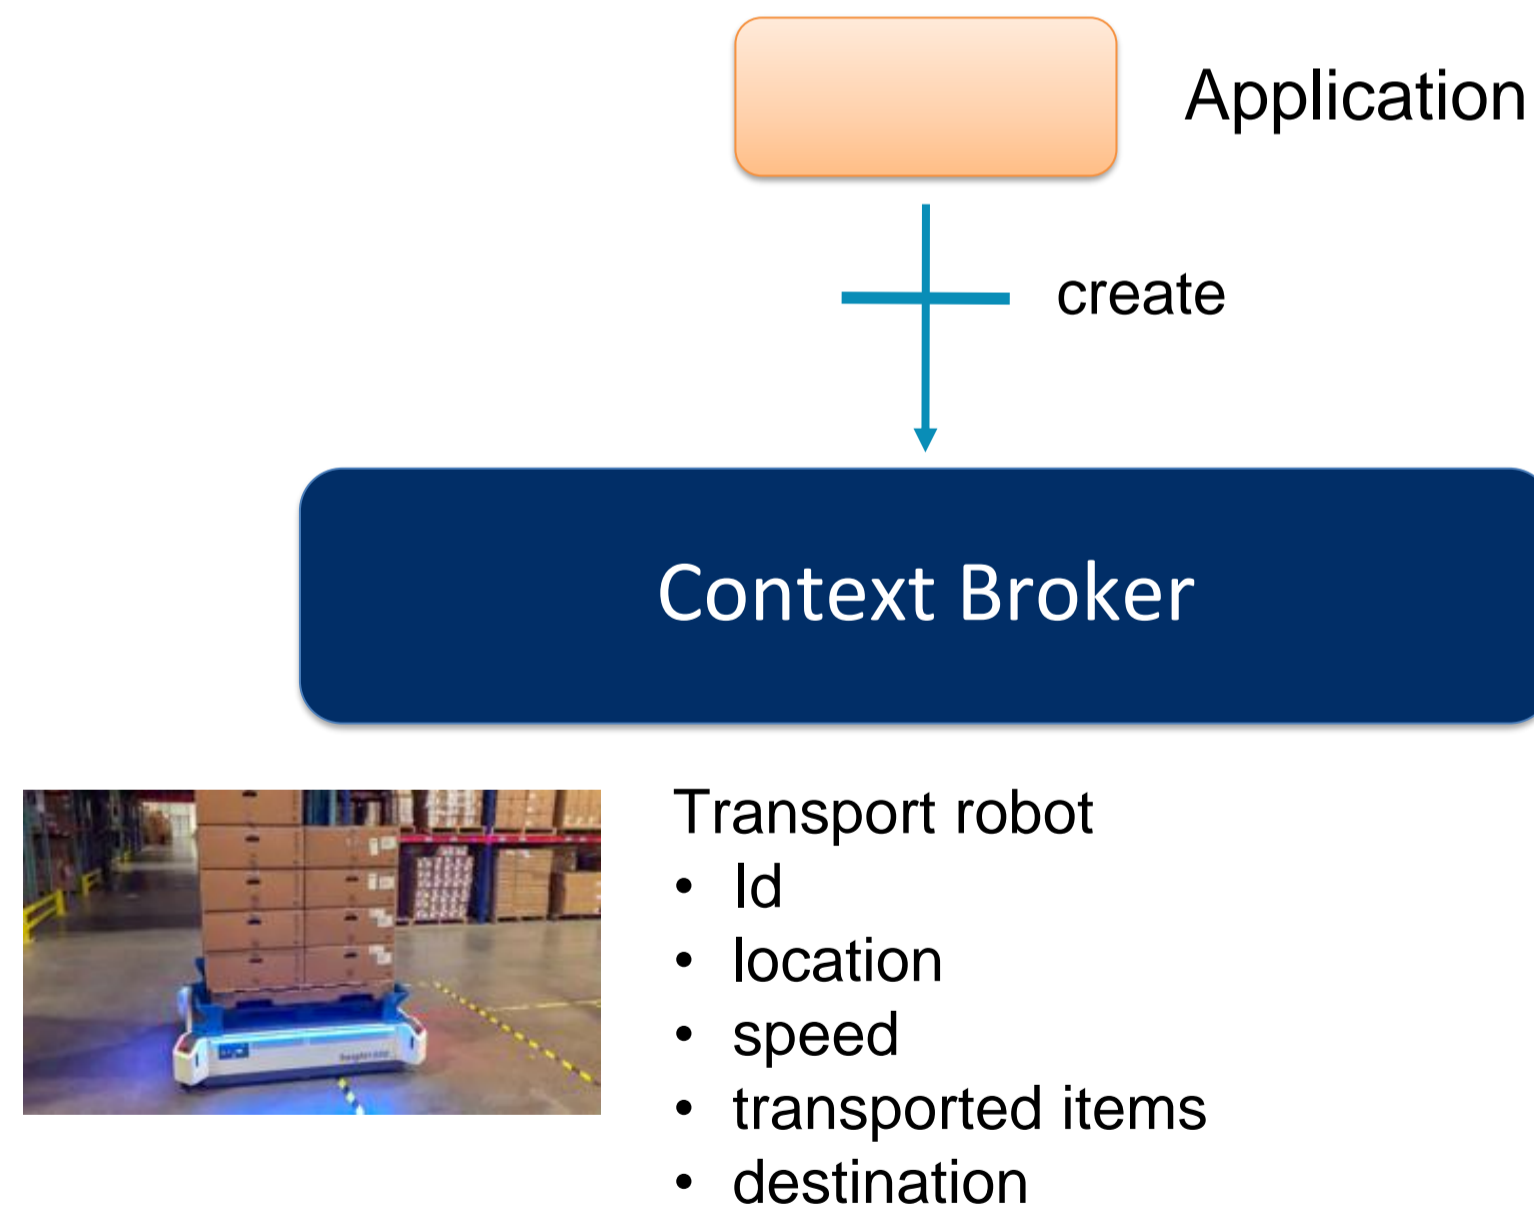 Application
create
Context Broker
Transport robot
• Id
• location
• speed
• transported items
• destination